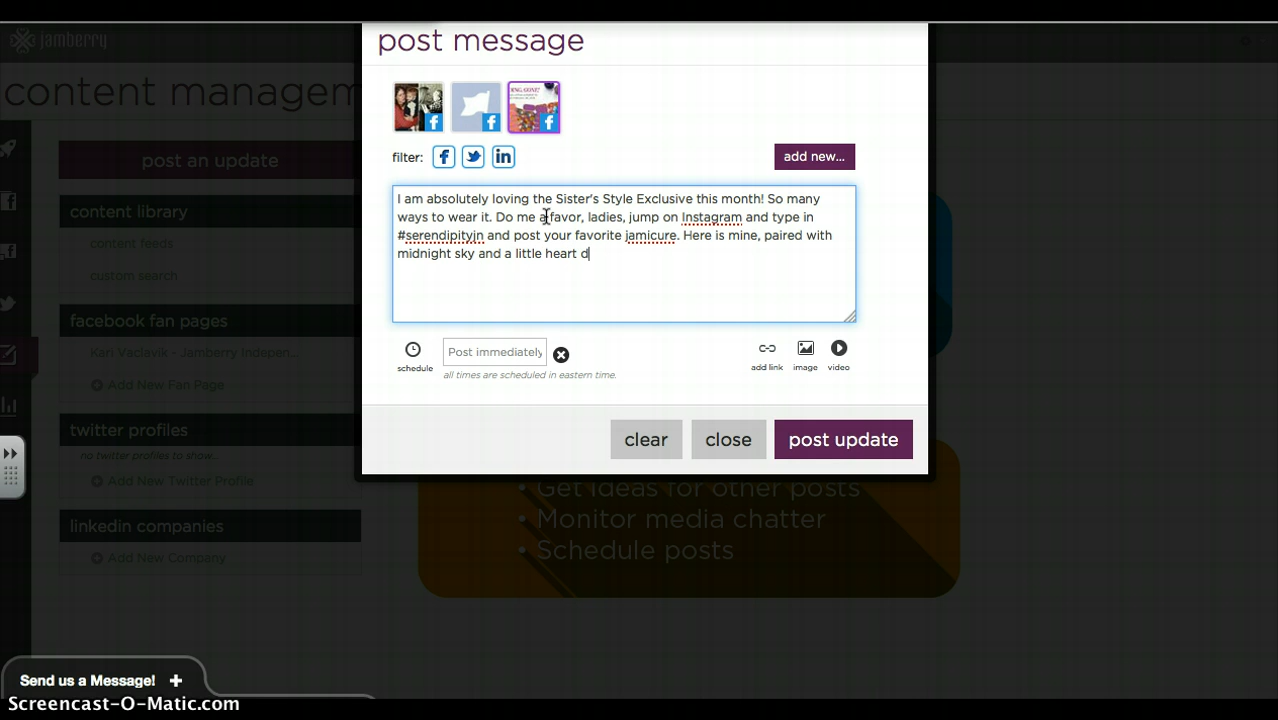 jamberry
post message
content managem
filter:
add new...
post an update
I am absolutely loving the Sister's Style Exclusive this month! So many
ways to wear it. Do me a favor, ladies, jump on Instagram and type in
#serendipityjn and post your favorite jamicure. Here is mine, paired with
midnight sky and a little heart d
content library
content feeds
custom search
facebook fan pages
Kari Vaclavik - Jamberry Indepen...
Add New Fan Page
Post immediately
schedule
all times are scheduled in eastern time.
add link
image
video
twitter profiles
no twitter profiles to show...
Add New Twitter Profile
clear
close
post update
linkedin companies
Add New Company
• Get Ideas for other posts
• Monitor media chatter
• Schedule posts
Send us a Message! +
Screencast-O-Matic.com